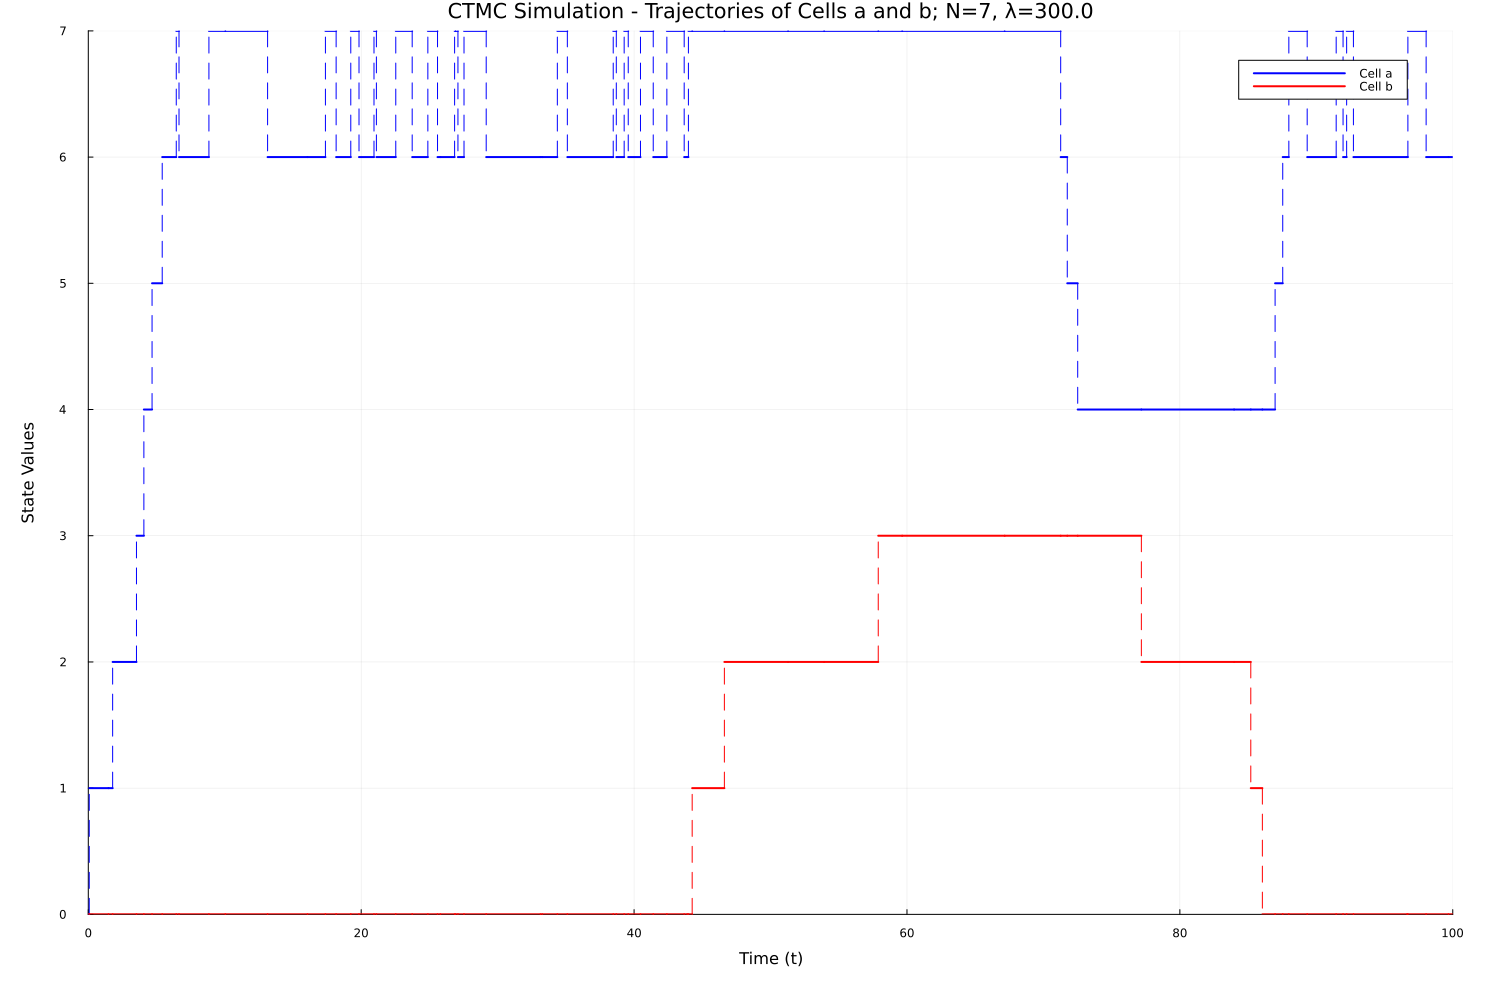 CTMC Simulation - Trajectories of Cells a and b; N=7, λ=300.0
7
Cell a
Cell b
6
5
4
3
2
1
0
State Values
0 20 40 60 80 100
Time (t)